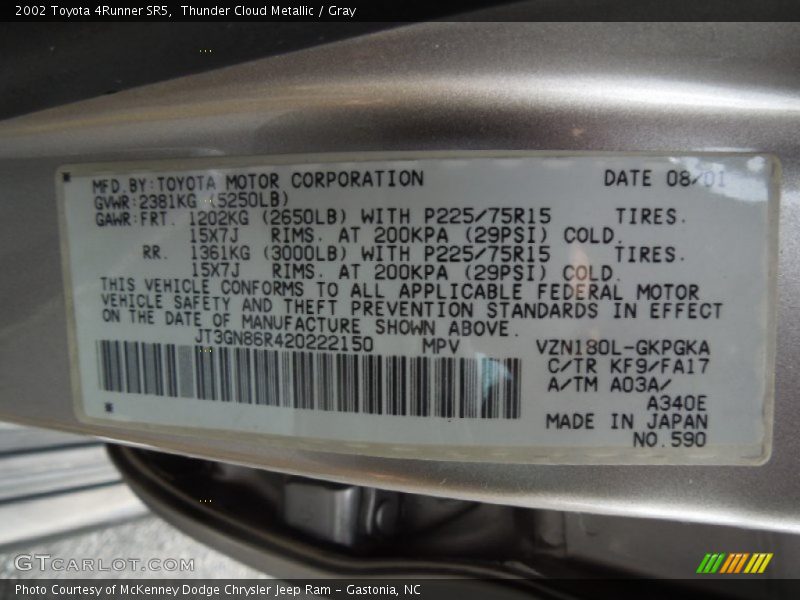 2002 Toyota 4Runner SR5,  Thunder Cloud Metallic / Gray
MFD.BY:TOYOTA MOTOR CORPORATION DATE 08/01
GVWR:2381KG (5250LB)
GAWR:FRT. 1202KG (2650LB) WITH P225/75R15 TIRES.
15X7J RIMS. AT 200KPA (29PSI) COLD.
RR. 1361KG (3000LB) WITH P225/75R15 TIRES.
15X7J RIMS. AT 200KPA (29PSI) COLD.
THIS VEHICLE CONFORMS TO ALL APPLICABLE FEDERAL MOTOR
VEHICLE SAFETY AND THEFT PREVENTION STANDARDS IN EFFECT
ON THE DATE OF MANUFACTURE SHOWN ABOVE.
JT3GN86R420222150 MPV VZN180L-GKPGKA
C/TR KF9/FA17
A/TM A03A/
A340E
MADE IN JAPAN
NO.590
GTCarLot.com
Photo Courtesy of McKenney Dodge Chrysler Jeep Ram - Gastonia, NC